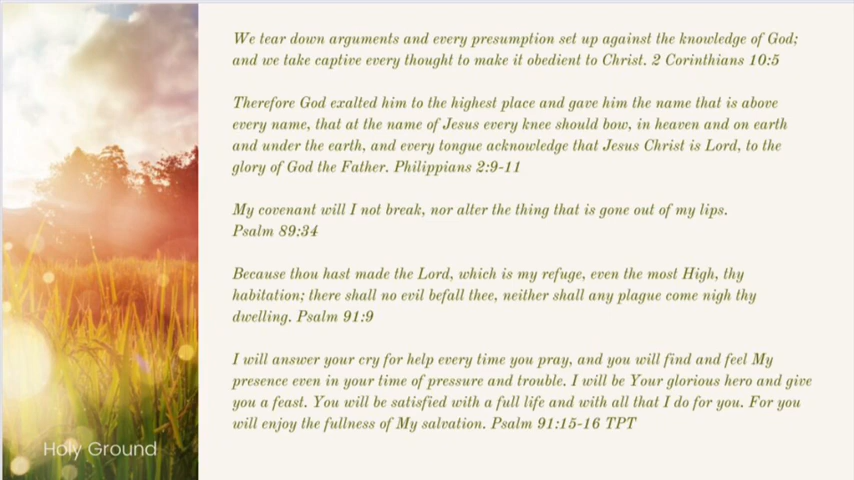 We tear down arguments and every presumption set up against the knowledge of God;
and we take captive every thought to make it obedient to Christ. 2 Corinthians 10:5
Therefore God exalted him to the highest place and gave him the name that is above
every name, that at the name of Jesus every knee should bow, in heaven and on earth
and under the earth, and every tongue acknowledge that Jesus Christ is Lord, to the
glory of God the Father. Philippians 2:9-11
My covenant will I not break, nor alter the thing that is gone out of my lips.
Psalm 89:34
Because thou hast made the Lord, which is my refuge, even the most High, thy
habitation; there shall no evil befall thee, neither shall any plague come nigh thy
dwelling. Psalm 91:9
I will answer your cry for help every time you pray, and you will find and feel My
presence even in your time of pressure and trouble. I will be Your glorious hero and give
you a feast. You will be satisfied with a full life and with all that I do for you. For you
will enjoy the fullness of My salvation. Psalm 91:15-16 TPT
Holy Ground